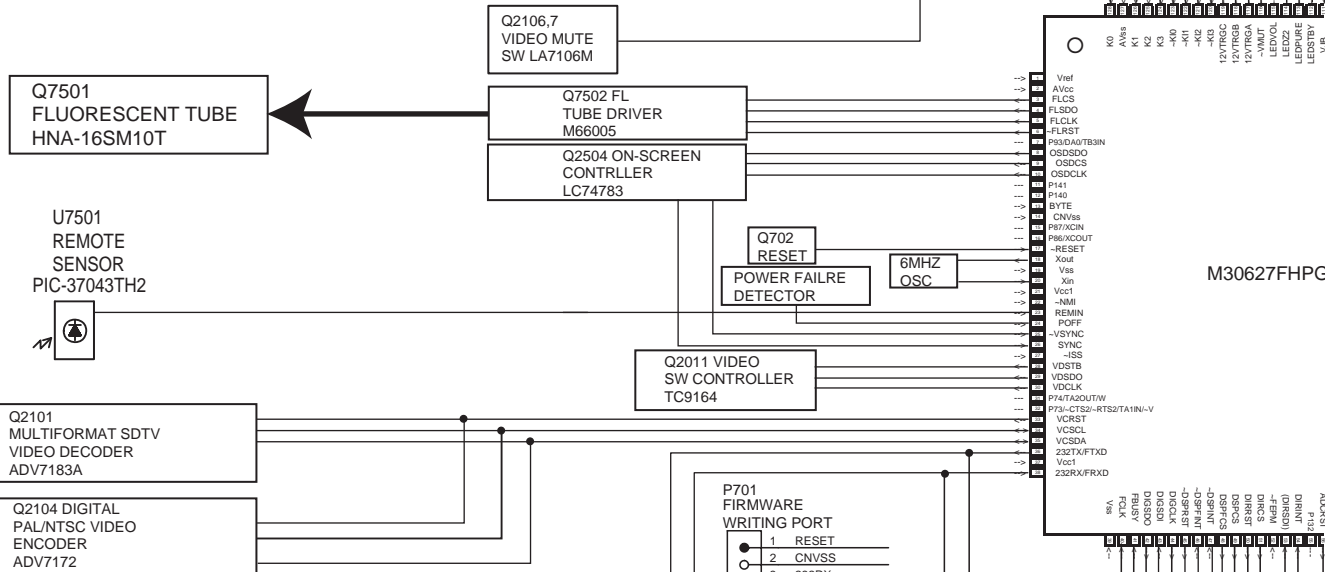 Q2106,7
VIDEO MUTE
SW LA7106M
Q7501
FLUORESCENT TUBE
HNA-16SM10T
Q7502 FL
TUBE DRIVER
M66005
Q2504 ON-SCREEN
CONTRLLER
LC74783
U7501
REMOTE
SENSOR
PIC-37043TH2
Q702
RESET
POWER FAILRE
DETECTOR
6MHZ
OSC
Q2011 VIDEO
SW CONTROLLER
TC9164
Q2101
MULTIFORMAT SDTV
VIDEO DECODER
ADV7183A
Q2104 DIGITAL
PAL/NTSC VIDEO
ENCODER
ADV7172
P701
FIRMWARE
WRITING PORT
1 RESET
2 CNVSS
M30627FHPG
K0
AVss
K1
K2
K3
~KI0
~KI1
~KI2
~KI3
12VTRGC
12VTRGB
12VTRGA
~VMUT
LEDVOL
LEDZ2
LEDPURE
LEDSTBY
Vref
AVcc
FLCS
FLSDO
FLCLK
~FLRST
P93/DA0/TB3IN
OSDSDO
OSDCS
OSDCLK
P141
P140
BYTE
CNVss
P87/XCIN
P86/XCOUT
~RESET
Xout
Vss
Xin
Vcc1
~NMI
REMIN
POFF
~VSYNC
SYNC
~ISS
VDSTB
VDSDO
VDCLK
P74/TA2OUT/W
P73/~CTS2/~RTS2/TA1IN/~V
VCRST
VCSCL
VCSDA
232TX/FTXD
Vcc1
232RX/FRXD
Vss
FCLK
FBUSY
DIGSDO
DIGSDI
DIGCLK
~DSPRST
~DSPFINT
~DSPINT
DSPFCS
DSPCS
DIRRST
DIRCS
~FEPM
(DIRSDI)
DIRINT
P132
ADCRST